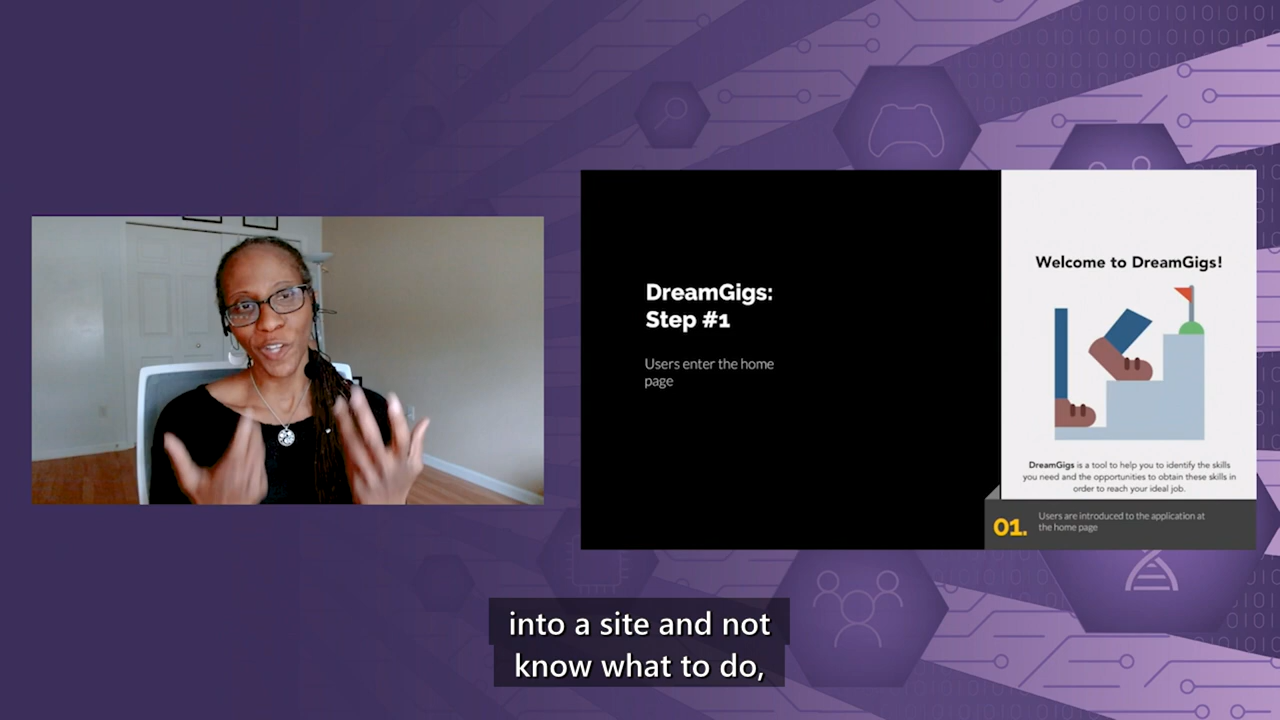 DreamGigs:
Step #1
Users enter the home
page
Welcome to DreamGigs!
DreamGigs is a tool to help you to identify the skills
you need and the opportunities to obtain these skills in
order to reach your ideal job.
01.
Users are introduced to the application at
the home page
into a site and not
know what to do,